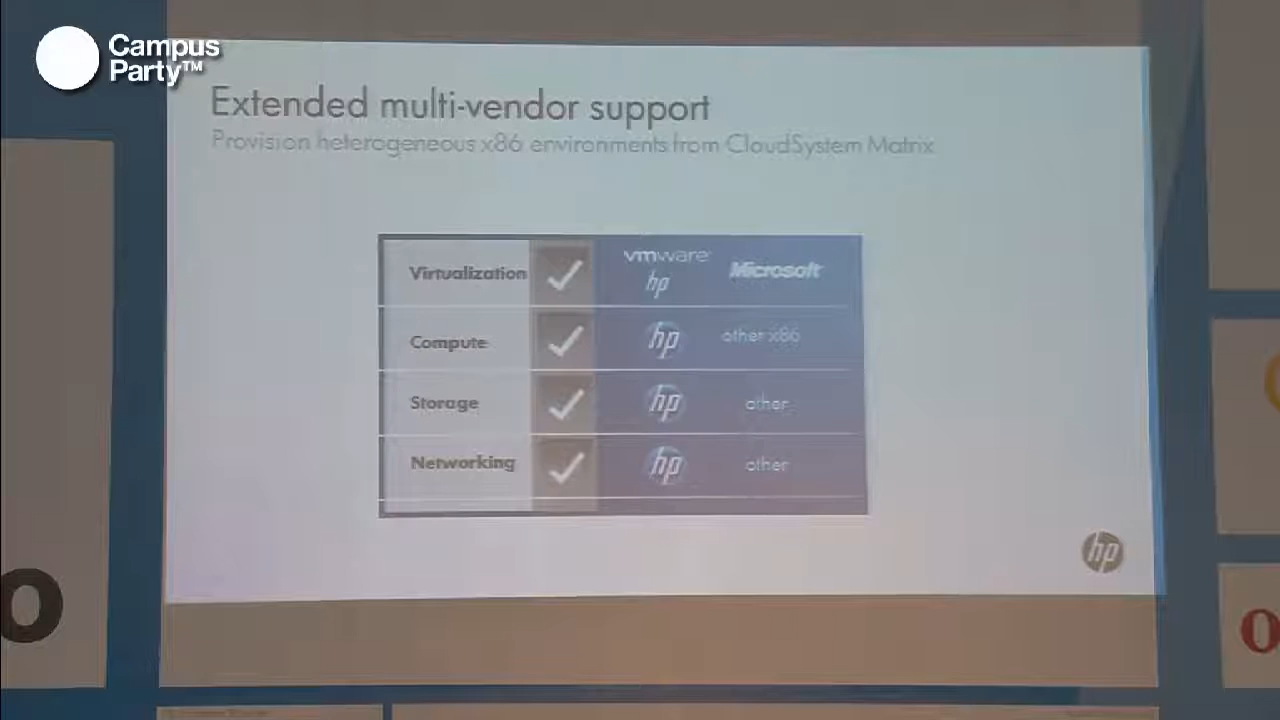 Campus
Party™
Extended multi-vendor support
Provision heterogeneous x86 environments from CloudSystem Matrix
Virtualization
vmware
hp
Microsoft
Compute
hp
other x86
Storage
hp
other
Networking
hp
other
hp
o
o